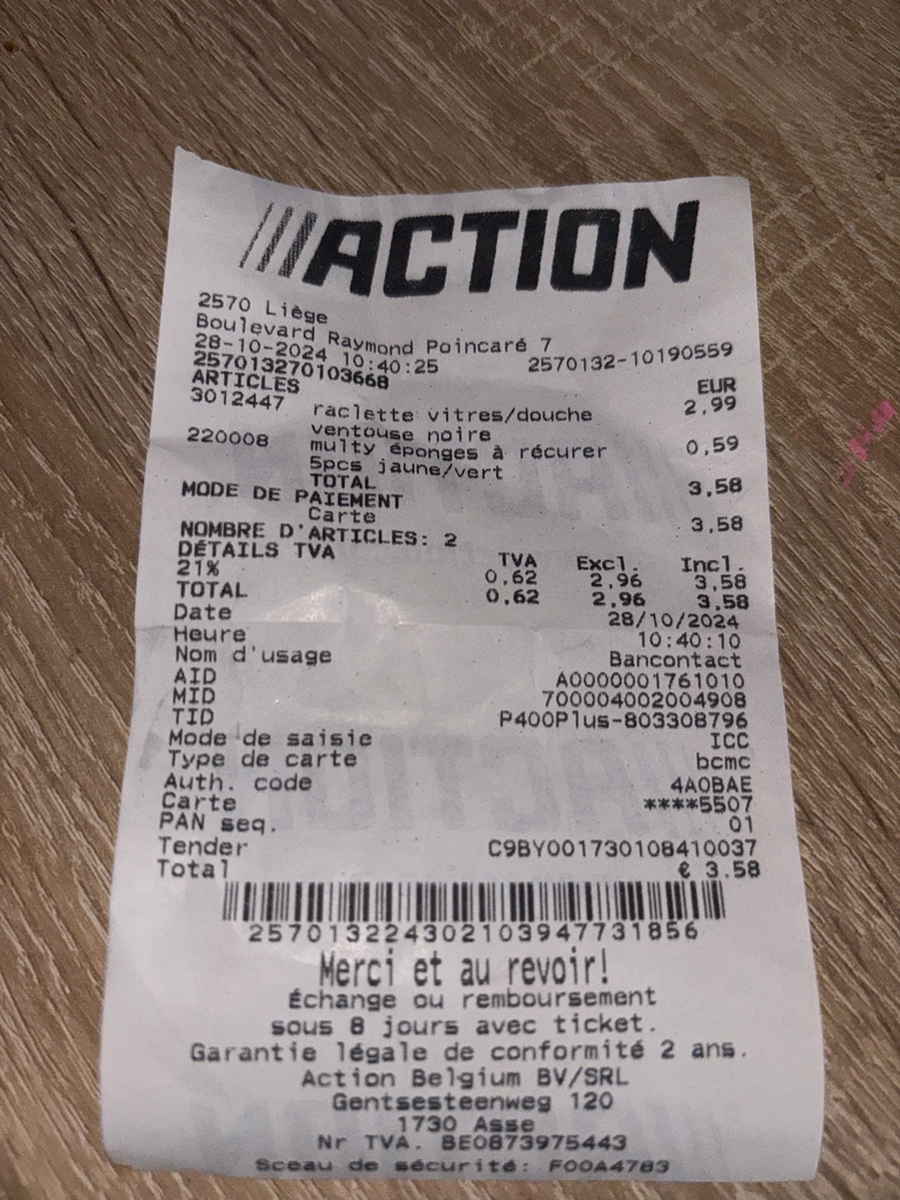 ///ACTION
2570 Liège
Boulevard Raymond Poincaré 7
28-10-2024 10:40:25 2570132-10190559
257013270103668
ARTICLES EUR
3012447 raclette vitres/douche 2,99
ventouse noire
220008 multy éponges à récurer 0,59
5pcs jaune/vert
TOTAL 3,58
MODE DE PAIEMENT
Carte 3,58
NOMBRE D'ARTICLES: 2
DÉTAILS TVA TVA Excl. Incl.
21% 0,62 2,96 3,58
TOTAL 0,62 2,96 3,58
Date 28/10/2024
Heure 10:40:10
Nom d'usage Bancontact
AID A0000001761010
MID 700004002004908
TID P400Plus-803308796
Mode de saisie ICC
Type de carte bcmc
Auth. code 4A0BAE
Carte ****5507
PAN seq. 01
Tender C9BY001730108410037
Total € 3.58
257013224302103947731856
Merci et au revoir!
Échange ou remboursement
sous 8 jours avec ticket.
Garantie légale de conformité 2 ans.
Action Belgium BV/SRL
Gentsesteenweg 120
1730 Asse
Nr TVA. BE0873975443
Sceau de sécurité: F00A4783